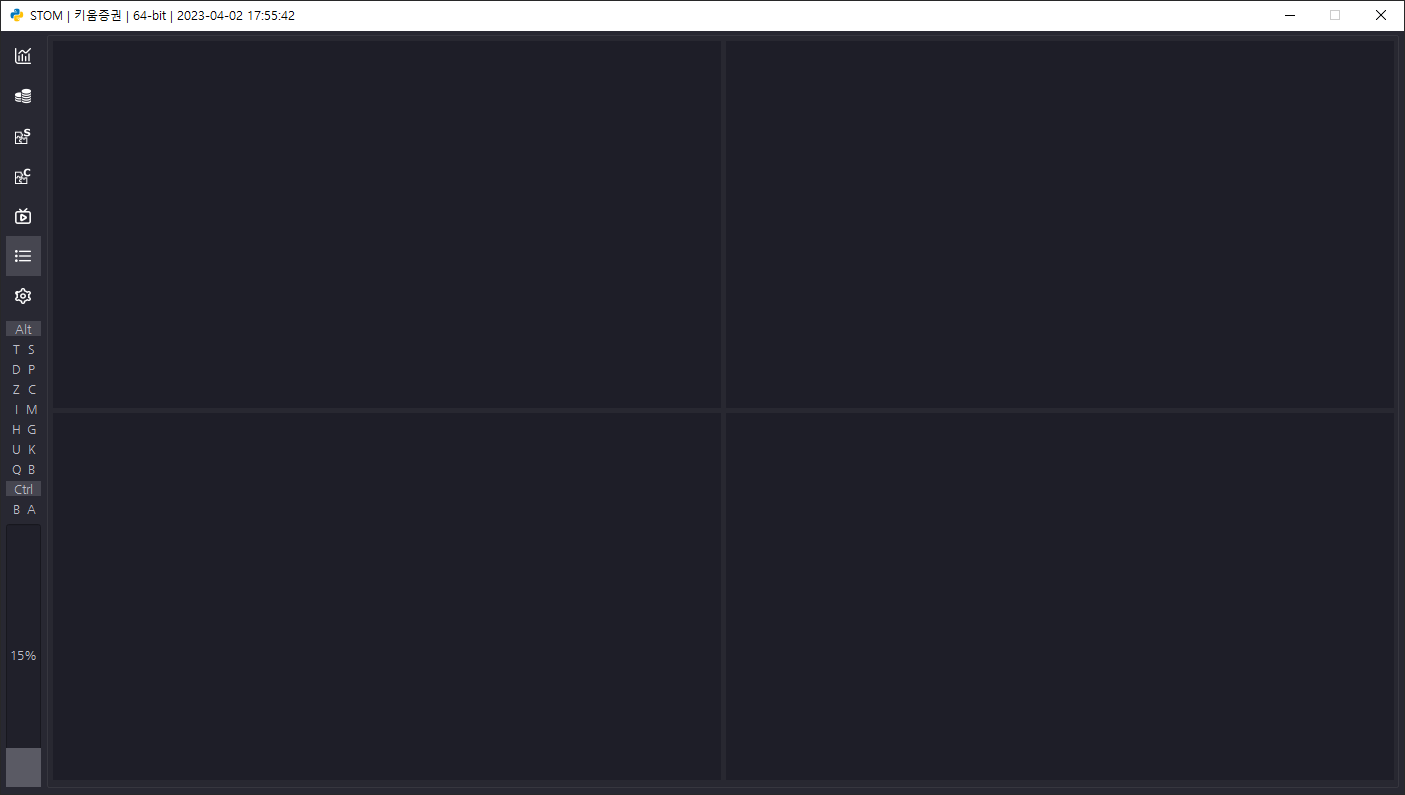 STOM | 키움증권 | 64-bit | 2023-04-02 17:55:42
S
C
Alt
T S
D P
Z C
I M
H G
U K
Q B
Ctrl
B A
15%